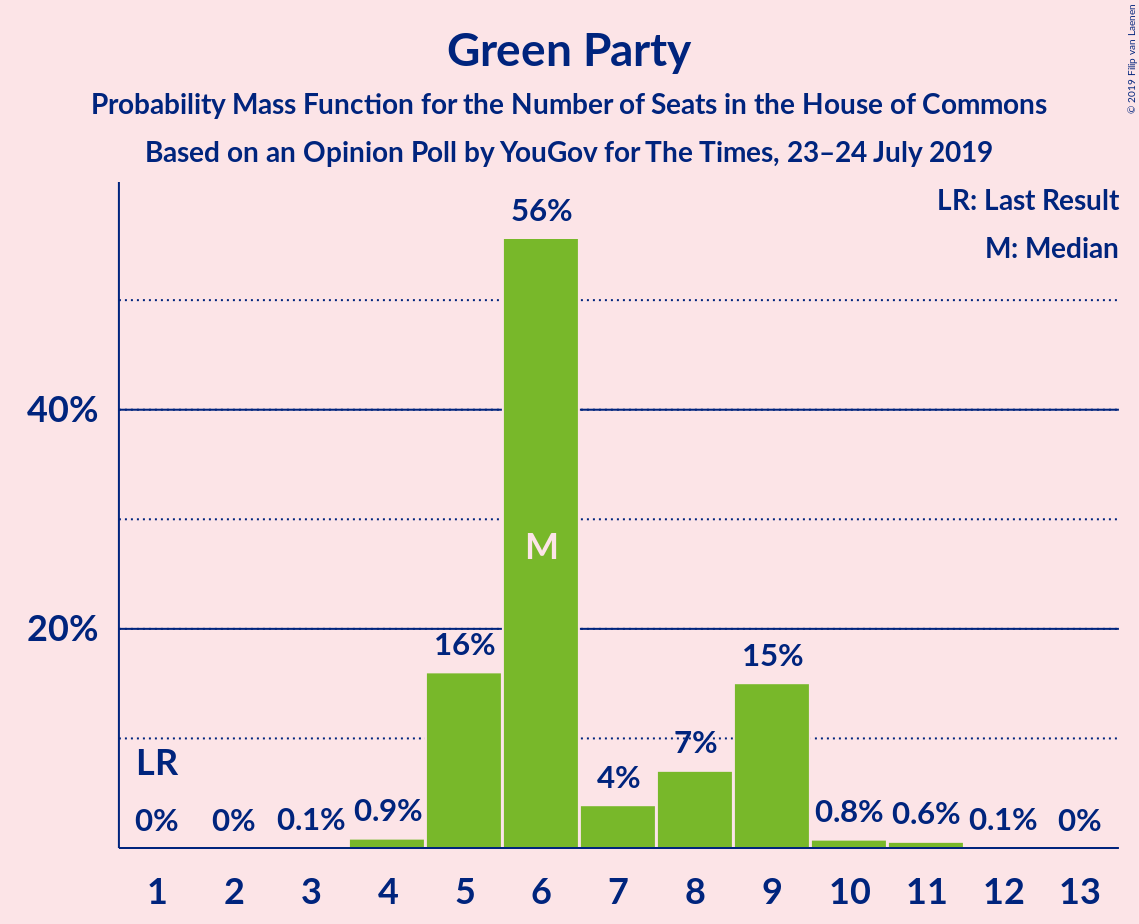 Green Party
Probability Mass Function for the Number of Seats in the House of Commons
Based on an Opinion Poll by YouGov for The Times, 23–24 July 2019
© 2019 Filip van Laenen
LR: Last Result
M: Median
56%
40%
M
20%
16%
15%
LR
7%
4%
0%
0%
0.1%
0.9%
0.8%
0.6%
0.1%
0%
1 2 3 4 5 6 7 8 9 10 11 12 13